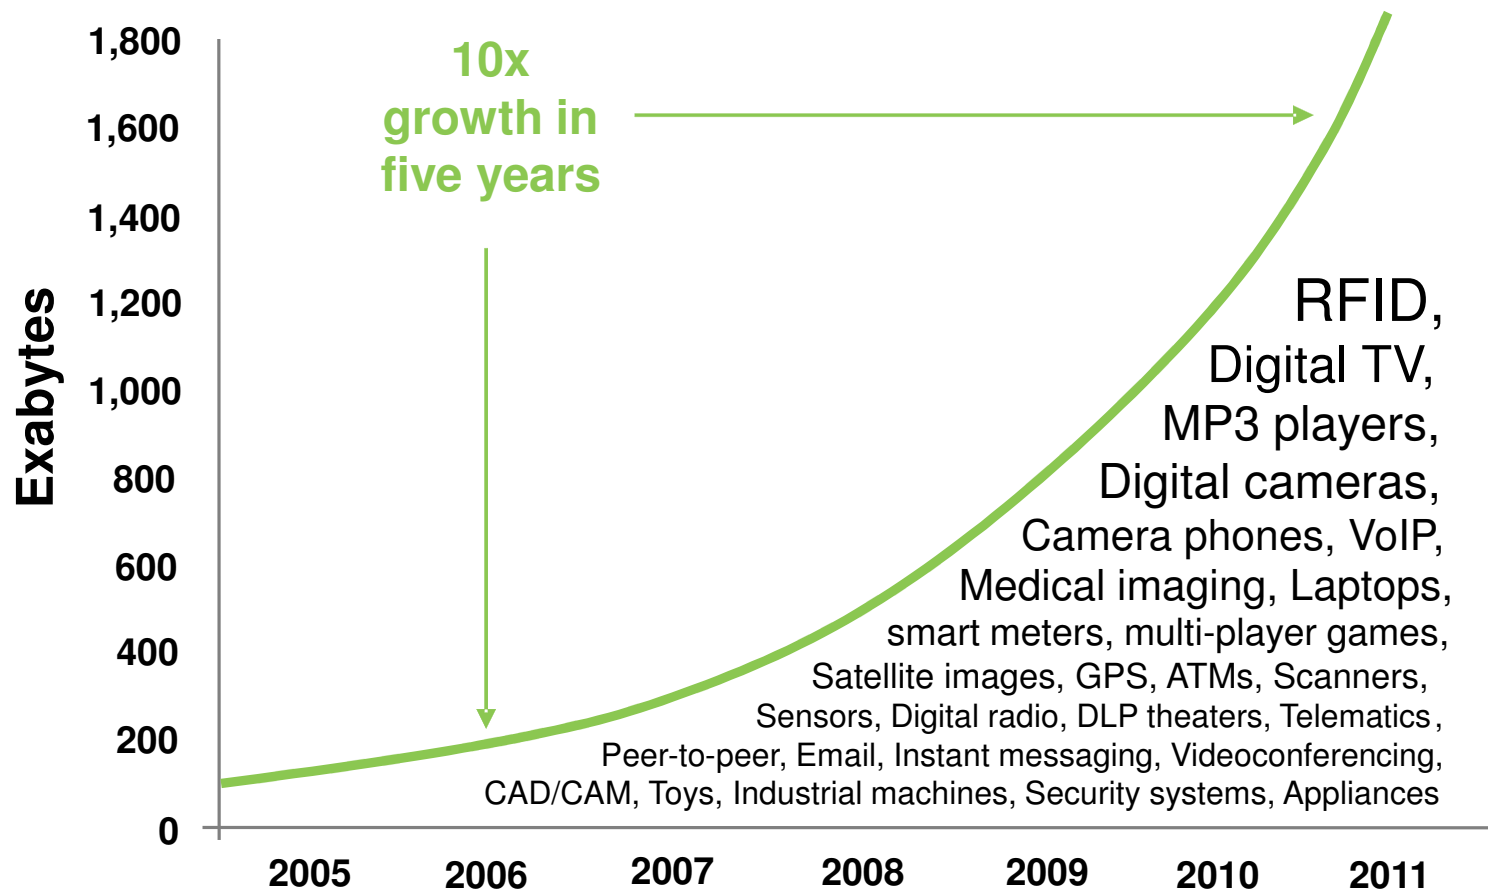 1,800
10x
growth in
five years
1,600
1,400
1,200
1,000
800
600
400
200
0
Exabytes
RFID,
Digital TV,
MP3 players,
Digital cameras,
Camera phones, VoIP,
Medical imaging, Laptops,
smart meters, multi-player games,
Satellite images, GPS, ATMs, Scanners,
Sensors, Digital radio, DLP theaters, Telematics,
Peer-to-peer, Email, Instant messaging, Videoconferencing,
CAD/CAM, Toys, Industrial machines, Security systems, Appliances
2005 2006 2007 2008 2009 2010 2011